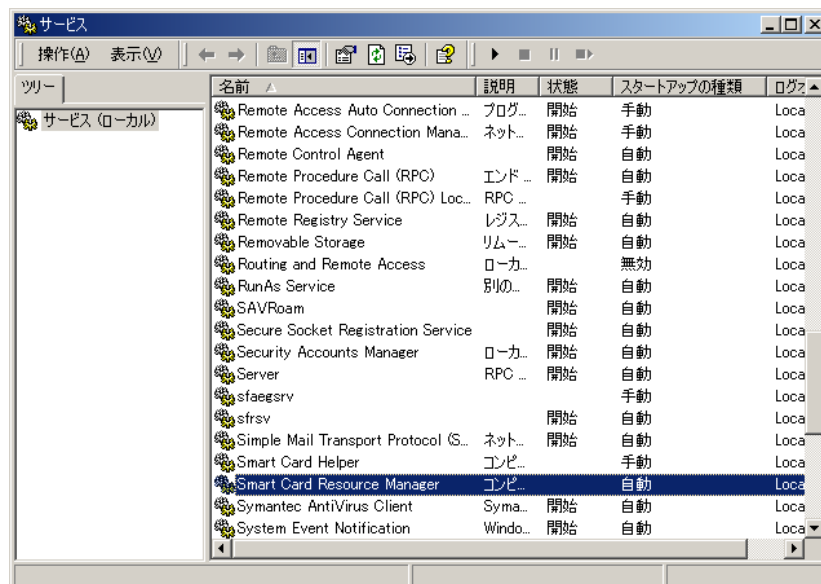 サービス
操作(A) 表示(V)
ツリー
サービス (ローカル)
名前 説明 状態 スタートアップの種類 ログオ
Remote Access Auto Connection ... プログ... 開始 手動 Loca
Remote Access Connection Mana... ネット... 開始 手動 Loca
Remote Control Agent 開始 自動 Loca
Remote Procedure Call (RPC) エンド ... 開始 自動 Loca
Remote Procedure Call (RPC) Loc... RPC ... 手動 Loca
Remote Registry Service レジス... 開始 自動 Loca
Removable Storage リムー... 開始 自動 Loca
Routing and Remote Access ローカ... 無効 Loca
RunAs Service 別の... 開始 自動 Loca
SAVRoam 開始 自動 Loca
Secure Socket Registration Service 開始 自動 Loca
Security Accounts Manager ローカ... 開始 自動 Loca
Server RPC ... 開始 自動 Loca
sfaegsrv 手動 Loca
sfrsv 開始 自動 Loca
Simple Mail Transport Protocol (S... ネット... 開始 自動 Loca
Smart Card Helper コンピ... 手動 Loca
Smart Card Resource Manager コンピ... 自動 Loca
Symantec AntiVirus Client Syma... 開始 自動 Loca
System Event Notification Windo... 開始 自動 Loca